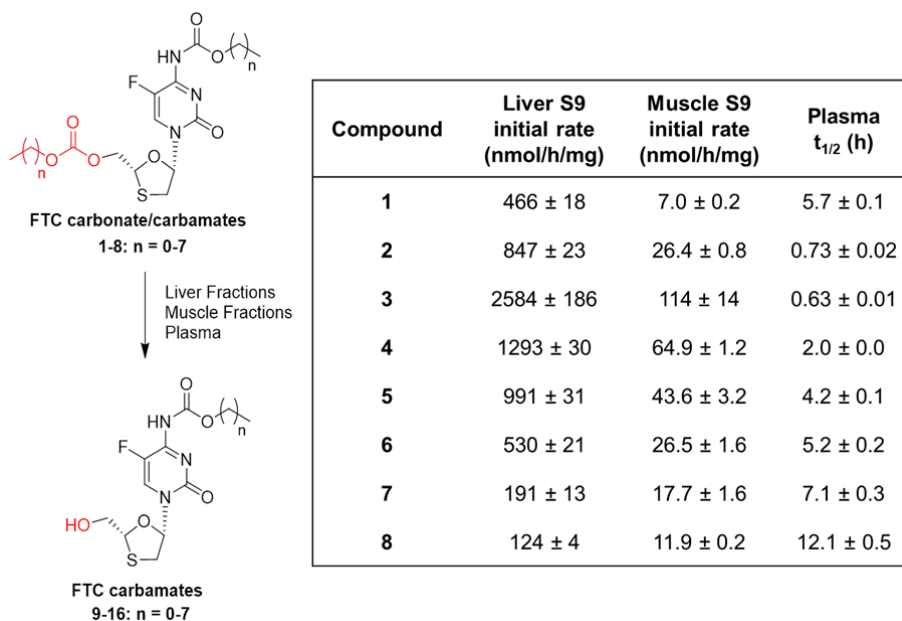 O
HN O n
F N
N O
O
n O O
O
S
FTC carbonate/carbamates
1-8: n = 0-7
Liver Fractions
Muscle Fractions
Plasma
O
HN O n
F N
N O
HO O
S
FTC carbamates
9-16: n = 0-7
Compound Liver S9 initial rate (nmol/h/mg) Muscle S9 initial rate (nmol/h/mg) Plasma t1/2 (h)
1 466 ± 18 7.0 ± 0.2 5.7 ± 0.1
2 847 ± 23 26.4 ± 0.8 0.73 ± 0.02
3 2584 ± 186 114 ± 14 0.63 ± 0.01
4 1293 ± 30 64.9 ± 1.2 2.0 ± 0.0
5 991 ± 31 43.6 ± 3.2 4.2 ± 0.1
6 530 ± 21 26.5 ± 1.6 5.2 ± 0.2
7 191 ± 13 17.7 ± 1.6 7.1 ± 0.3
8 124 ± 4 11.9 ± 0.2 12.1 ± 0.5